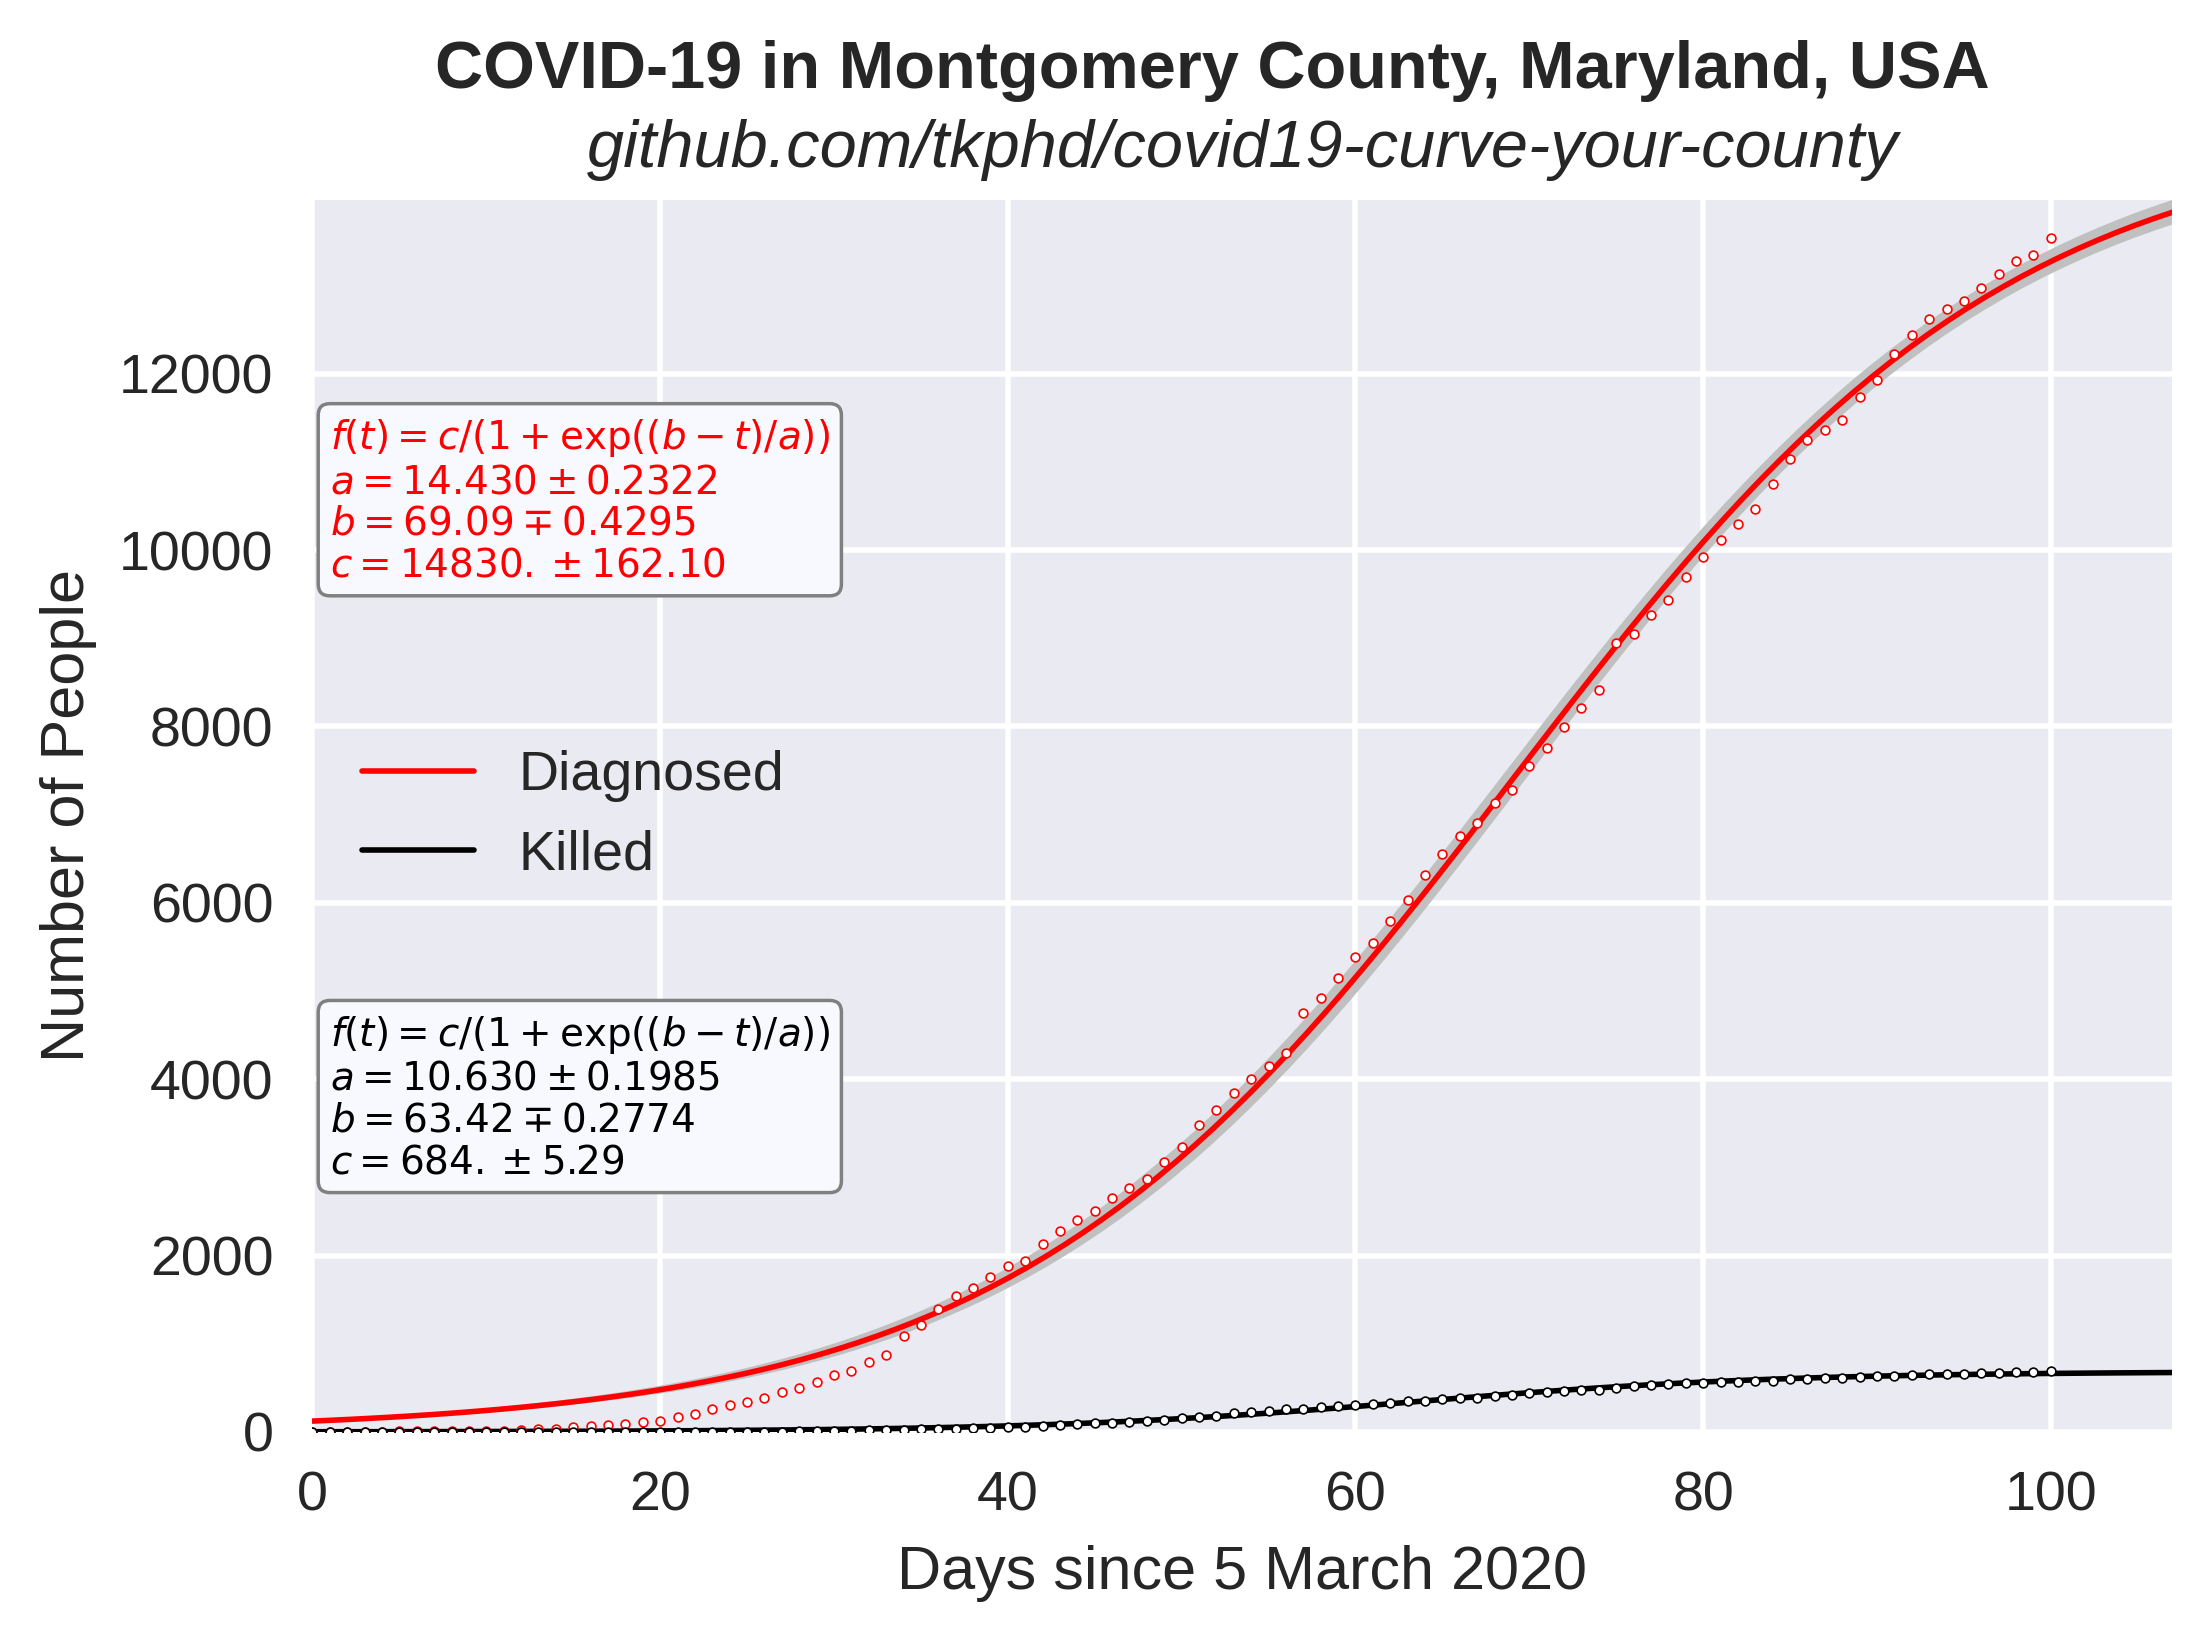 COVID-19 in Montgomery County, Maryland, USA
github.com/tkphd/covid19-curve-your-county
Number of People
12000
10000
8000
6000
4000
2000
0
f(t) = c/(1 + exp((b − t)/a))
a = 14.430 ± 0.2322
b = 69.09 ∓ 0.4295
c = 14830. ± 162.10
Diagnosed
Killed
f(t) = c/(1 + exp((b − t)/a))
a = 10.630 ± 0.1985
b = 63.42 ∓ 0.2774
c = 684. ± 5.29
0 20 40 60 80 100
Days since 5 March 2020